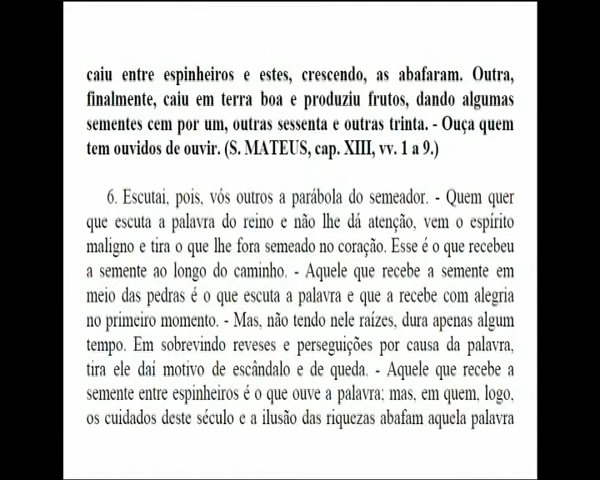 caiu entre espinheiros e estes, crescendo, as abafaram. Outra,
finalmente, caiu em terra boa e produziu frutos, dando algumas
sementes cem por um, outras sessenta e outras trinta. - Ouça quem
tem ouvidos de ouvir. (S. MATEUS, cap. XIII, vv. 1 a 9.)
6. Escutai, pois, vós outros a parábola do semeador. - Quem quer
que escuta a palavra do reino e não lhe dá atenção, vem o espírito
maligno e tira o que lhe fora semeado no coração. Esse é o que recebeu
a semente ao longo do caminho. - Aquele que recebe a semente em
meio das pedras é o que escuta a palavra e que a recebe com alegria
no primeiro momento. - Mas, não tendo nele raízes, dura apenas algum
tempo. Em sobrevindo reveses e perseguições por causa da palavra,
tira ele daí motivo de escândalo e de queda. - Aquele que recebe a
semente entre espinheiros é o que ouve a palavra; mas, em quem, logo,
os cuidados deste século e a ilusão das riquezas abafam aquela palavra